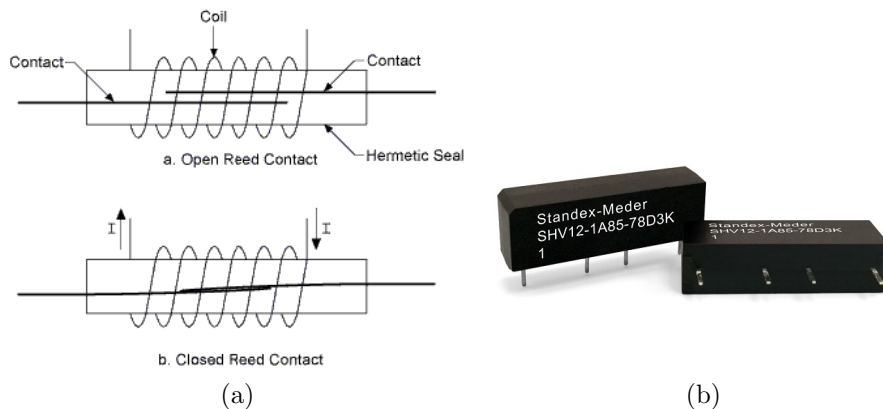 Coil
Contact
Contact
a. Open Reed Contact
Hermetic Seal
I
I
b. Closed Reed Contact
(a)
Standex-Meder
SHV12-1A85-78D3K
1
Standex-Meder
SHV12-1A85-78D3K
1
(b)